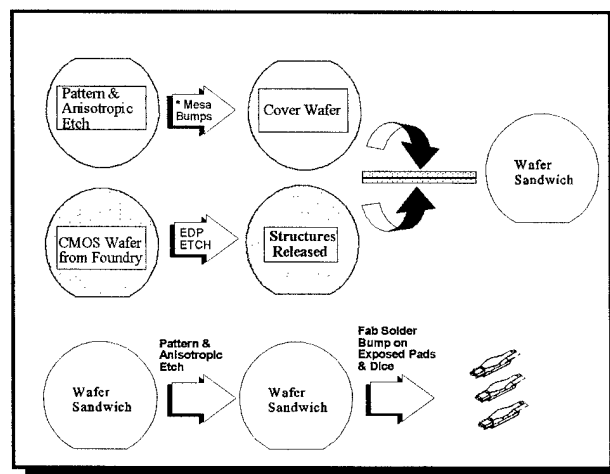 Pattern &
Anisotropic
Etch
* Mesa
Bumps
Cover Wafer
Wafer
Sandwich
CMOS Wafer
from Foundry
EDP
ETCH
Structures
Released
Wafer
Sandwich
Pattern &
Anisotropic
Etch
Wafer
Sandwich
Fab Solder
Bump on
Exposed Pads
& Dice